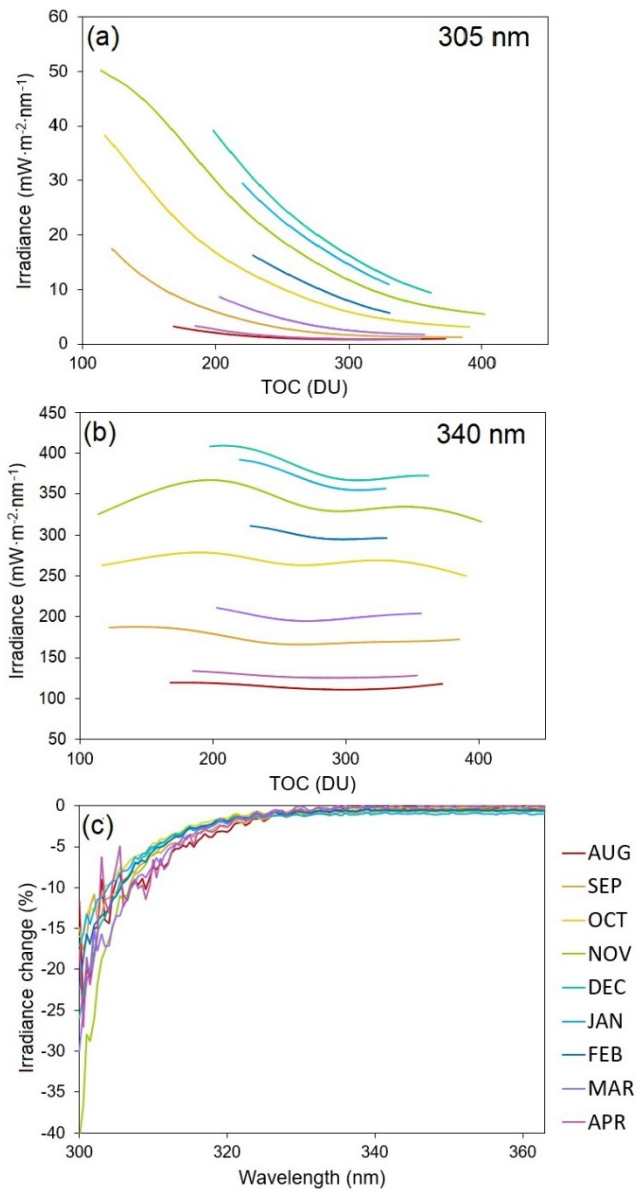 (a)
305 nm
Irradiance (mW·m⁻²·nm⁻¹)
60
50
40
30
20
10
0
100
200
300
400
TOC (DU)
(b)
340 nm
Irradiance (mW·m⁻²·nm⁻¹)
450
400
350
300
250
200
150
100
50
100
200
300
400
TOC (DU)
(c)
Irradiance change (%)
0
-5
-10
-15
-20
-25
-30
-35
-40
300
320
340
360
Wavelength (nm)
AUG
SEP
OCT
NOV
DEC
JAN
FEB
MAR
APR